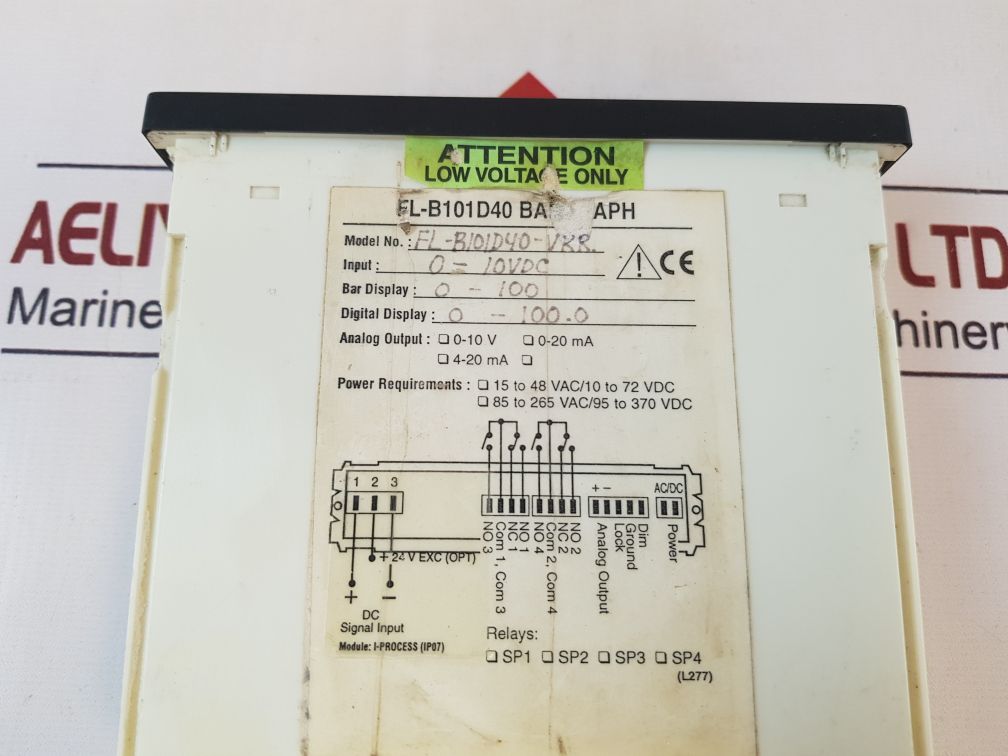 ATTENTION
LOW VOLTAGE ONLY
FL-B101D40 BA APH
Model No. : FL-B101D40-VRR
Input : 0 - 10VDC
CE
Bar Display : 0 - 100
Digital Display : 0 - 100.0
Analog Output : ☐ 0-10 V ☐ 0-20 mA
☐ 4-20 mA ☐
Power Requirements : ☐ 15 to 48 VAC/10 to 72 VDC
☐ 85 to 265 VAC/95 to 370 VDC
1 2 3
+ −
AC/DC
NO 3
Com 1, Com 3
NC 1
NO 1
NO 4
Com 2, Com 4
NC 2
NO 2
Analog Output
Lock
Ground
Dim
Power
+ 24 V EXC (OPT)
+ −
DC
Signal Input
Module: I-PROCESS (IP07)
Relays:
☐ SP1 ☐ SP2 ☐ SP3 ☐ SP4
(L277)
AELIY
LTD
Marine
hiner